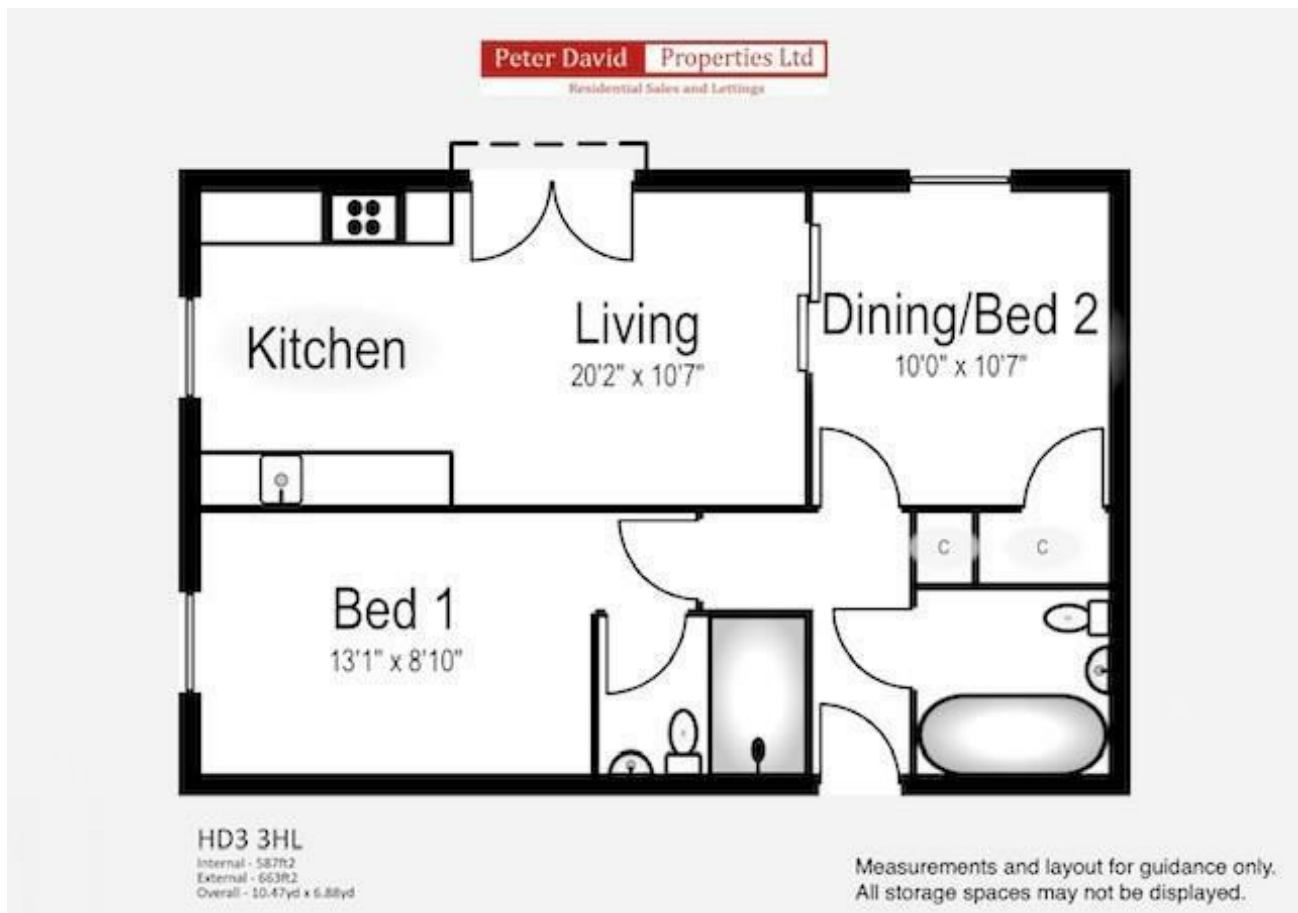 Peter David Properties Ltd
Residential Sales and Lettings
Kitchen
Living
20'2" x 10'7"
Dining/Bed 2
10'0" x 10'7"
C
C
Bed 1
13'1" x 8'10"
HD3 3HL
Internal - 587ft2
External - 663ft2
Overall - 10.47yd x 6.88yd
Measurements and layout for guidance only.
All storage spaces may not be displayed.